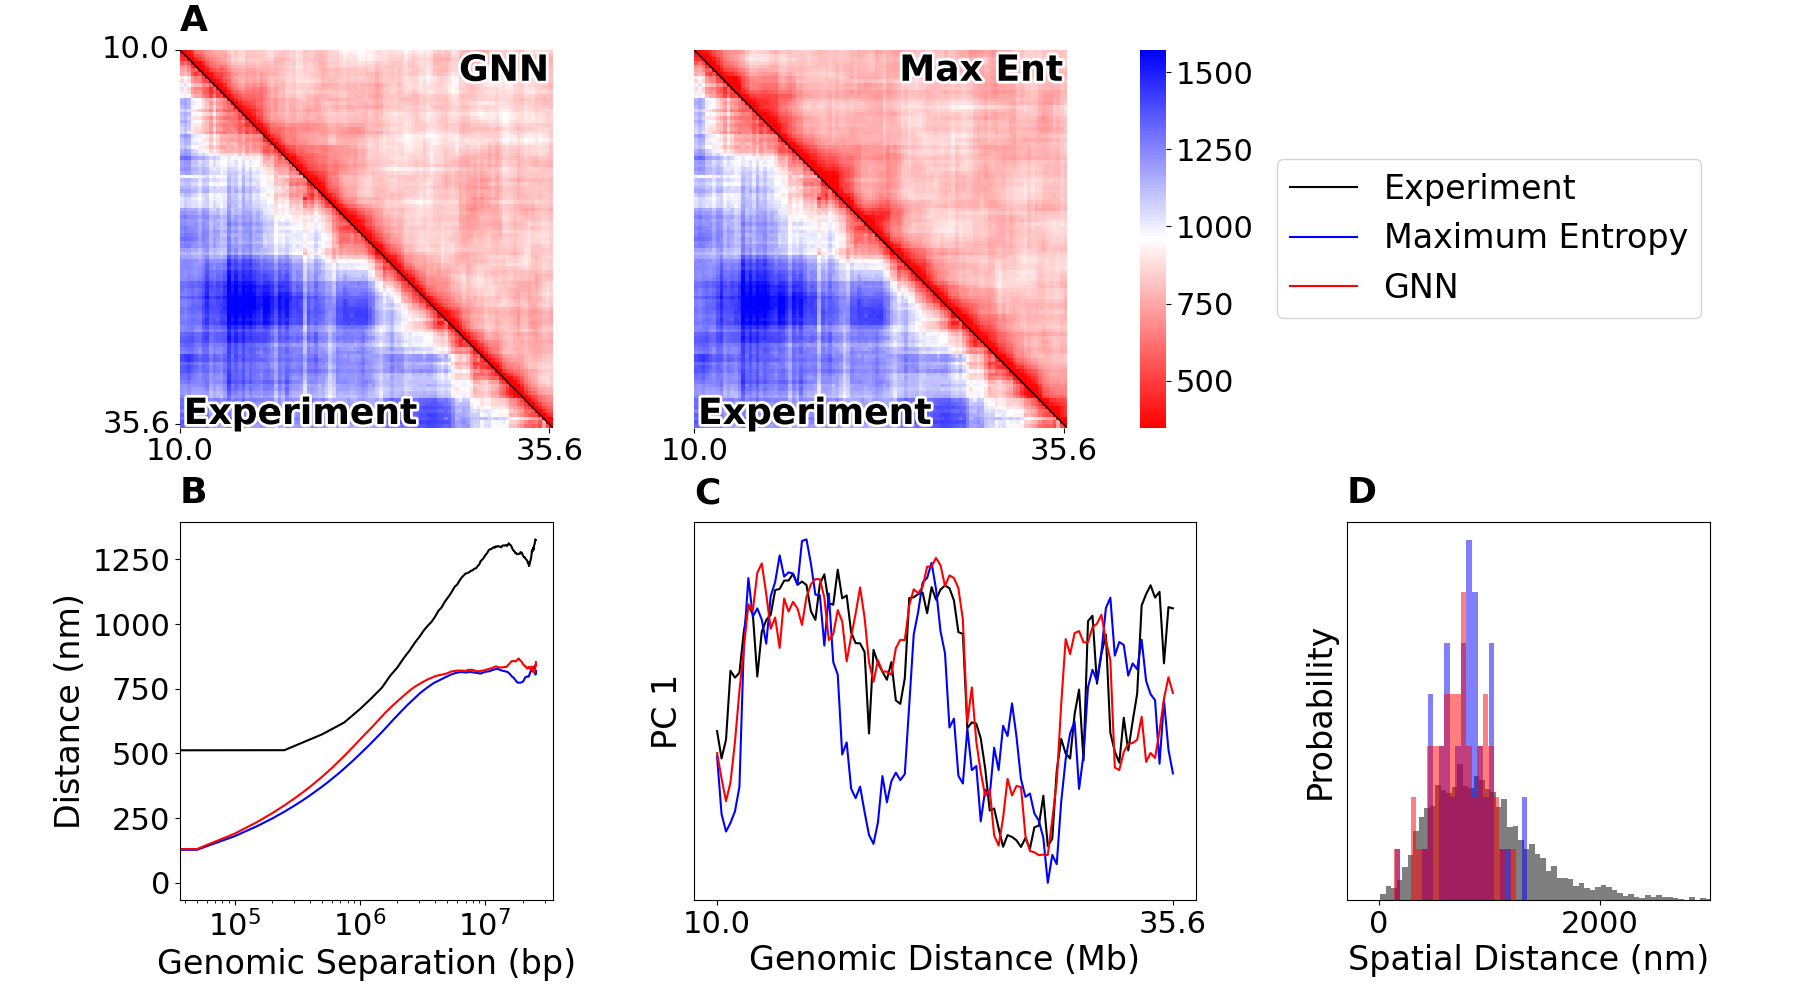 A
10.0
35.6
GNN
Experiment
10.0
35.6
Max Ent
Experiment
10.0
35.6
1500
1250
1000
750
500
Experiment
Maximum Entropy
GNN
B
Distance (nm)
1250
1000
750
500
250
0
10^5
10^6
10^7
Genomic Separation (bp)
C
PC 1
10.0
35.6
Genomic Distance (Mb)
D
Probability
0
2000
Spatial Distance (nm)